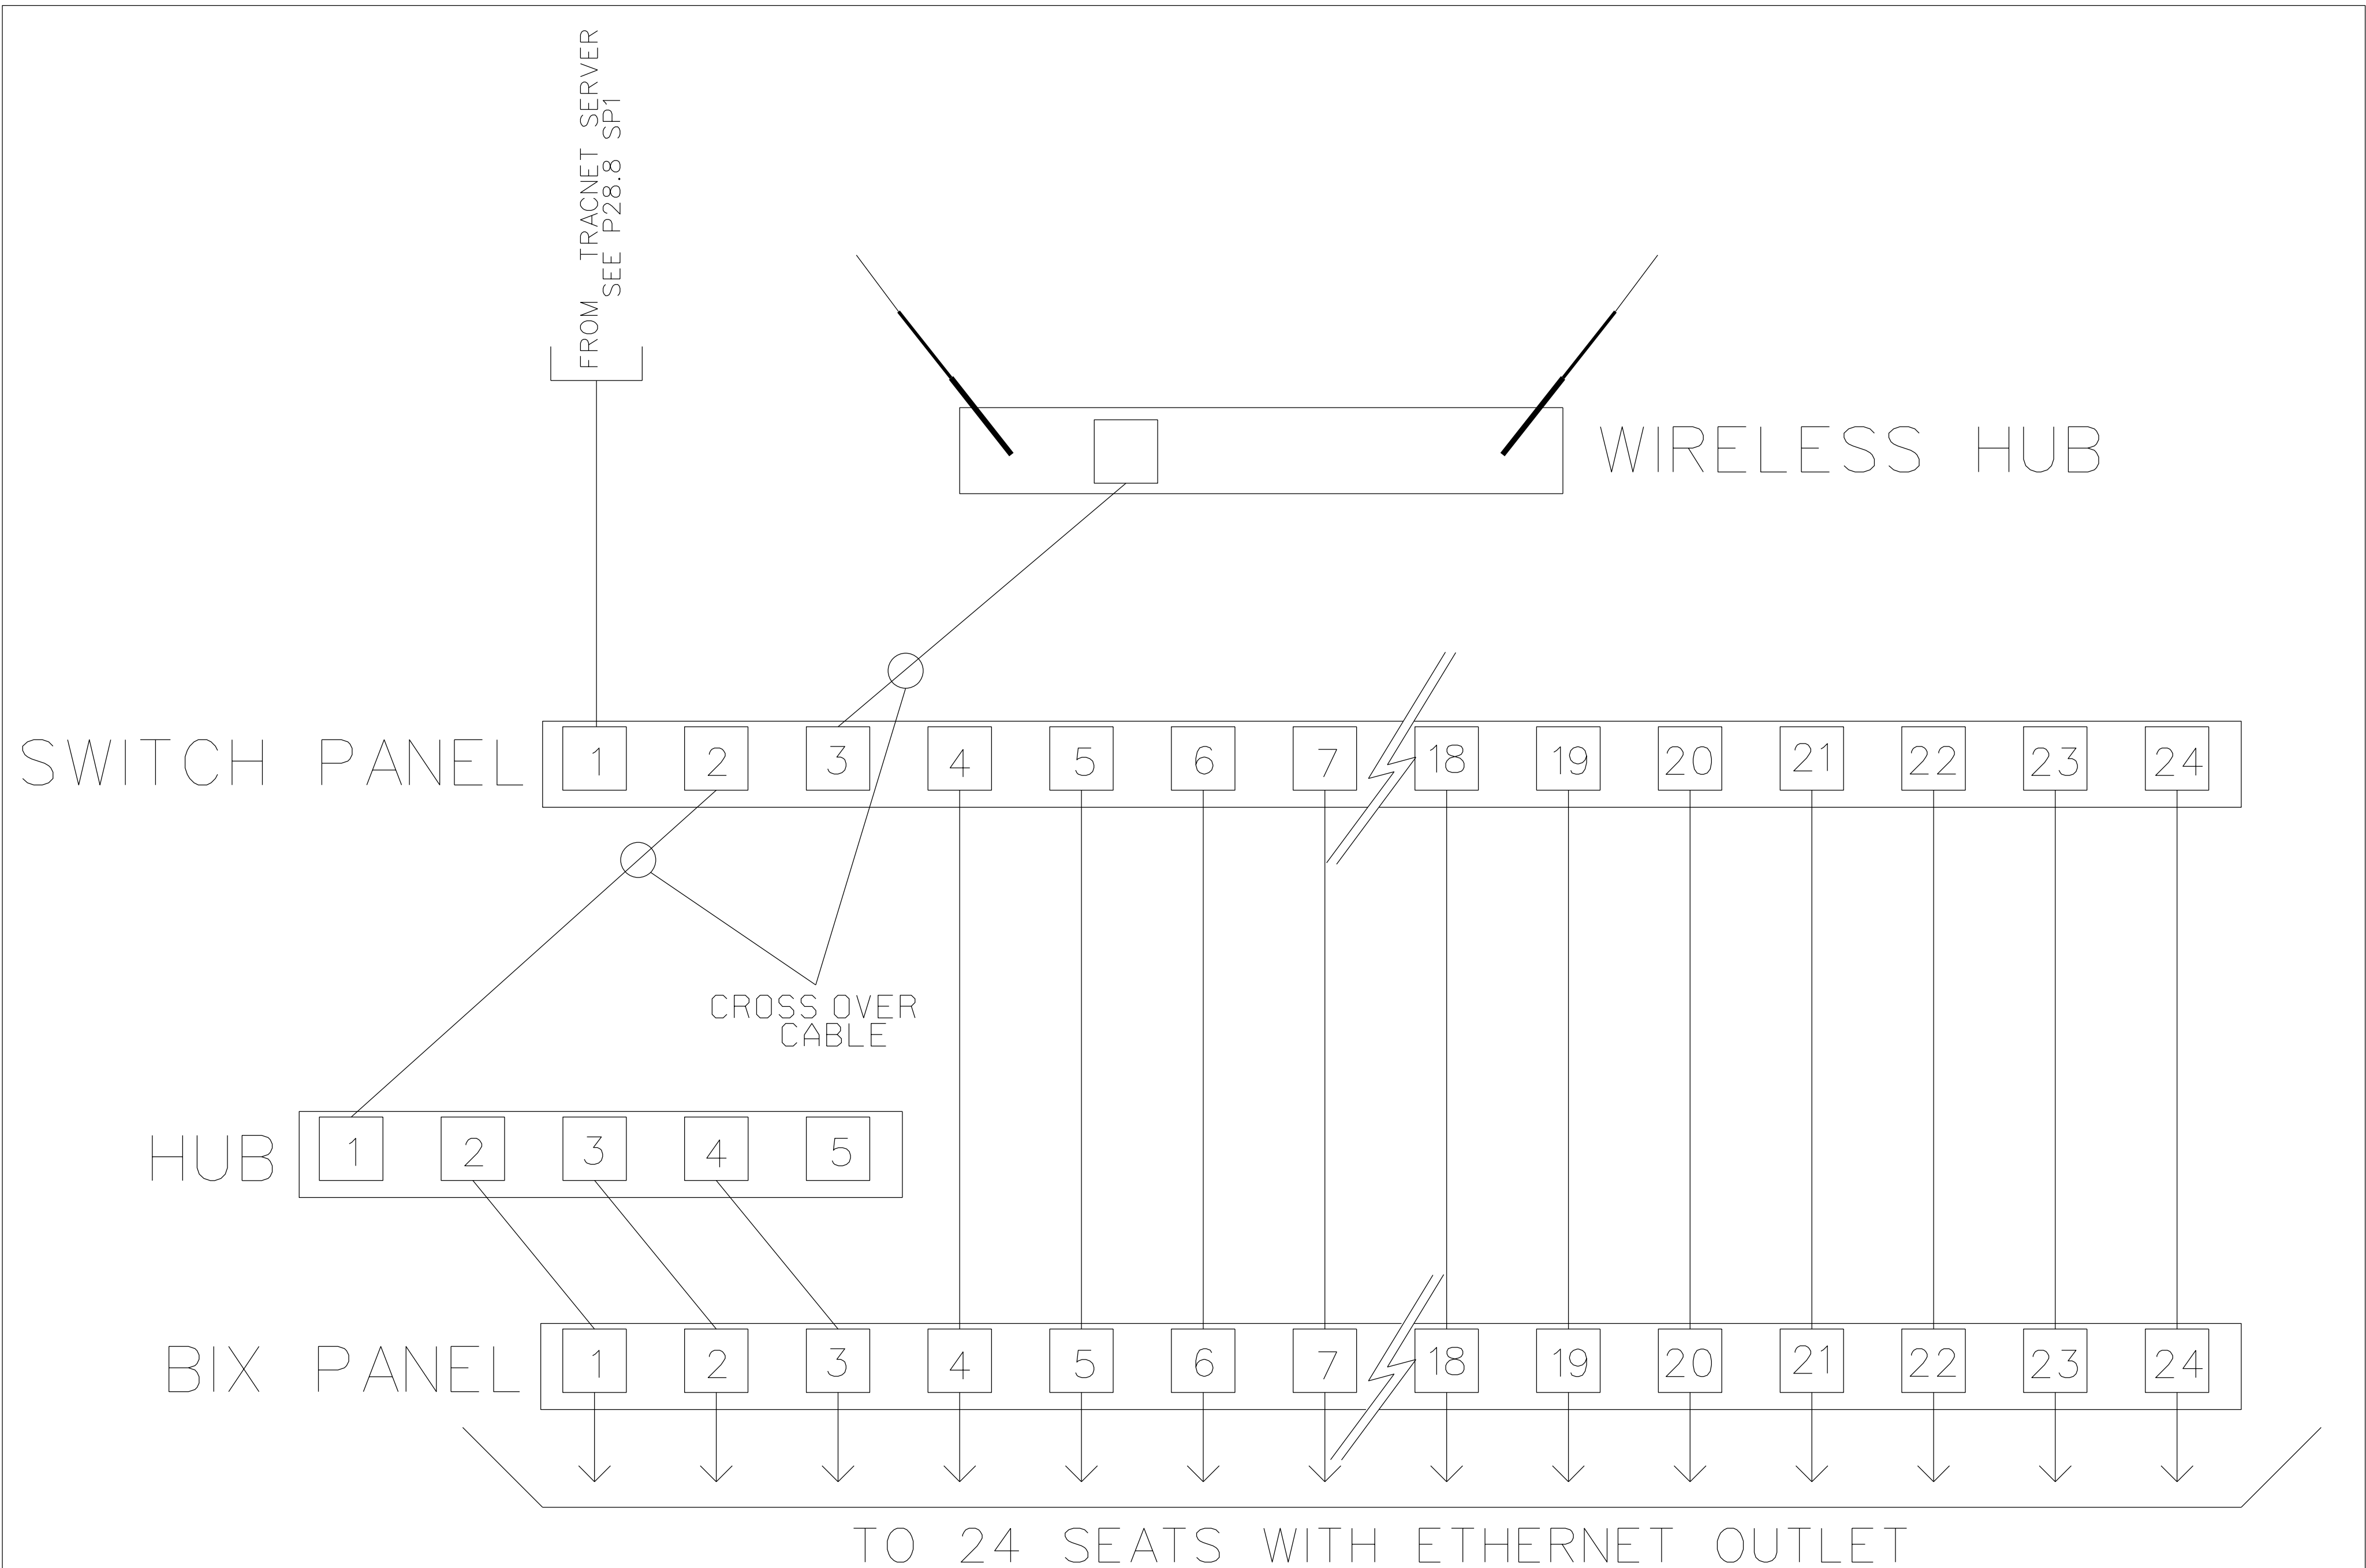 FROM TRACNET SERVER
SEE P28.8 SP1
WIRELESS HUB
SWITCH PANEL
1 2 3 4 5 6 7 18 19 20 21 22 23 24
CROSS OVER
CABLE
HUB
1 2 3 4 5
BIX PANEL
1 2 3 4 5 6 7 18 19 20 21 22 23 24
TO 24 SEATS WITH ETHERNET OUTLET